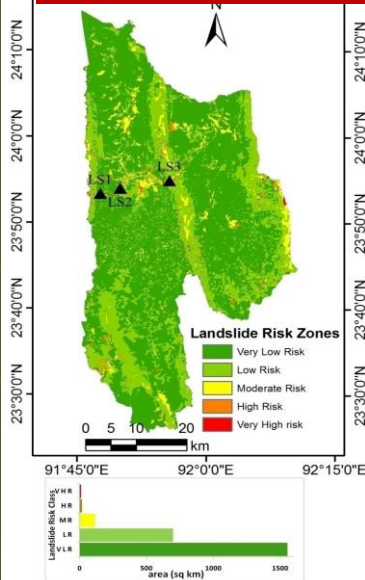 N
24°10'0"N
24°0'0"N
23°50'0"N
23°40'0"N
23°30'0"N
24°10'0"N
24°0'0"N
23°50'0"N
23°40'0"N
23°30'0"N
LS1
LS2
LS3
Landslide Risk Zones
Very Low Risk
Low Risk
Moderate Risk
High Risk
Very High risk
0 5 10 20
km
91°45'0"E 92°0'0"E 92°15'0"E
Landslide Risk Class
VHR
HR
MR
LR
VLR
0 500 1000 1500
area (sq km)